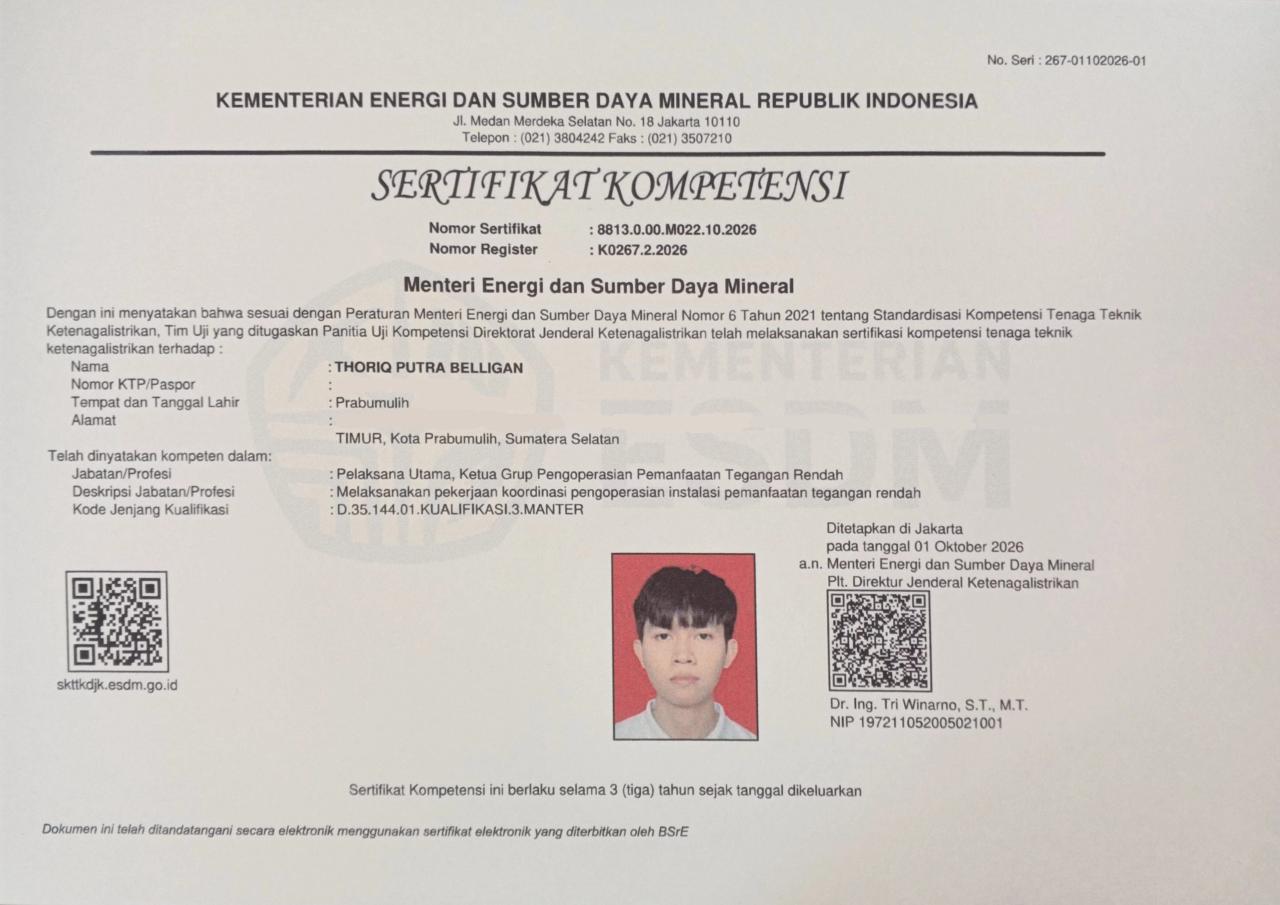 No. Seri : 267-01102026-01
KEMENTERIAN ENERGI DAN SUMBER DAYA MINERAL REPUBLIK INDONESIA
Jl. Medan Merdeka Selatan No. 18 Jakarta 10110
Telepon : (021) 3804242 Faks : (021) 3507210
SERTIFIKAT KOMPETENSI
Nomor Sertifikat : 8813.0.00.M022.10.2026
Nomor Register : K0267.2.2026
Menteri Energi dan Sumber Daya Mineral
Dengan ini menyatakan bahwa sesuai dengan Peraturan Menteri Energi dan Sumber Daya Mineral Nomor 6 Tahun 2021 tentang Standardisasi Kompetensi Tenaga Teknik
Ketenagalistrikan, Tim Uji yang ditugaskan Panitia Uji Kompetensi Direktorat Jenderal Ketenagalistrikan telah melaksanakan sertifikasi kompetensi tenaga teknik
ketenagalistrikan terhadap :
Nama : THORIQ PUTRA BELLIGAN
Nomor KTP/Paspor :
Tempat dan Tanggal Lahir : Prabumulih
Alamat :
TIMUR, Kota Prabumulih, Sumatera Selatan
Telah dinyatakan kompeten dalam:
Jabatan/Profesi : Pelaksana Utama, Ketua Grup Pengoperasian Pemanfaatan Tegangan Rendah
Deskripsi Jabatan/Profesi : Melaksanakan pekerjaan koordinasi pengoperasian instalasi pemanfaatan tegangan rendah
Kode Jenjang Kualifikasi : D.35.144.01.KUALIFIKASI.3.MANTER
KEMENTERIAN
ESDM
Ditetapkan di Jakarta
pada tanggal 01 Oktober 2026
a.n. Menteri Energi dan Sumber Daya Mineral
Plt. Direktur Jenderal Ketenagalistrikan
skttkdjk.esdm.go.id
Dr. Ing. Tri Winarno, S.T., M.T.
NIP 197211052005021001
Sertifikat Kompetensi ini berlaku selama 3 (tiga) tahun sejak tanggal dikeluarkan
Dokumen ini telah ditandatangani secara elektronik menggunakan sertifikat elektronik yang diterbitkan oleh BSrE